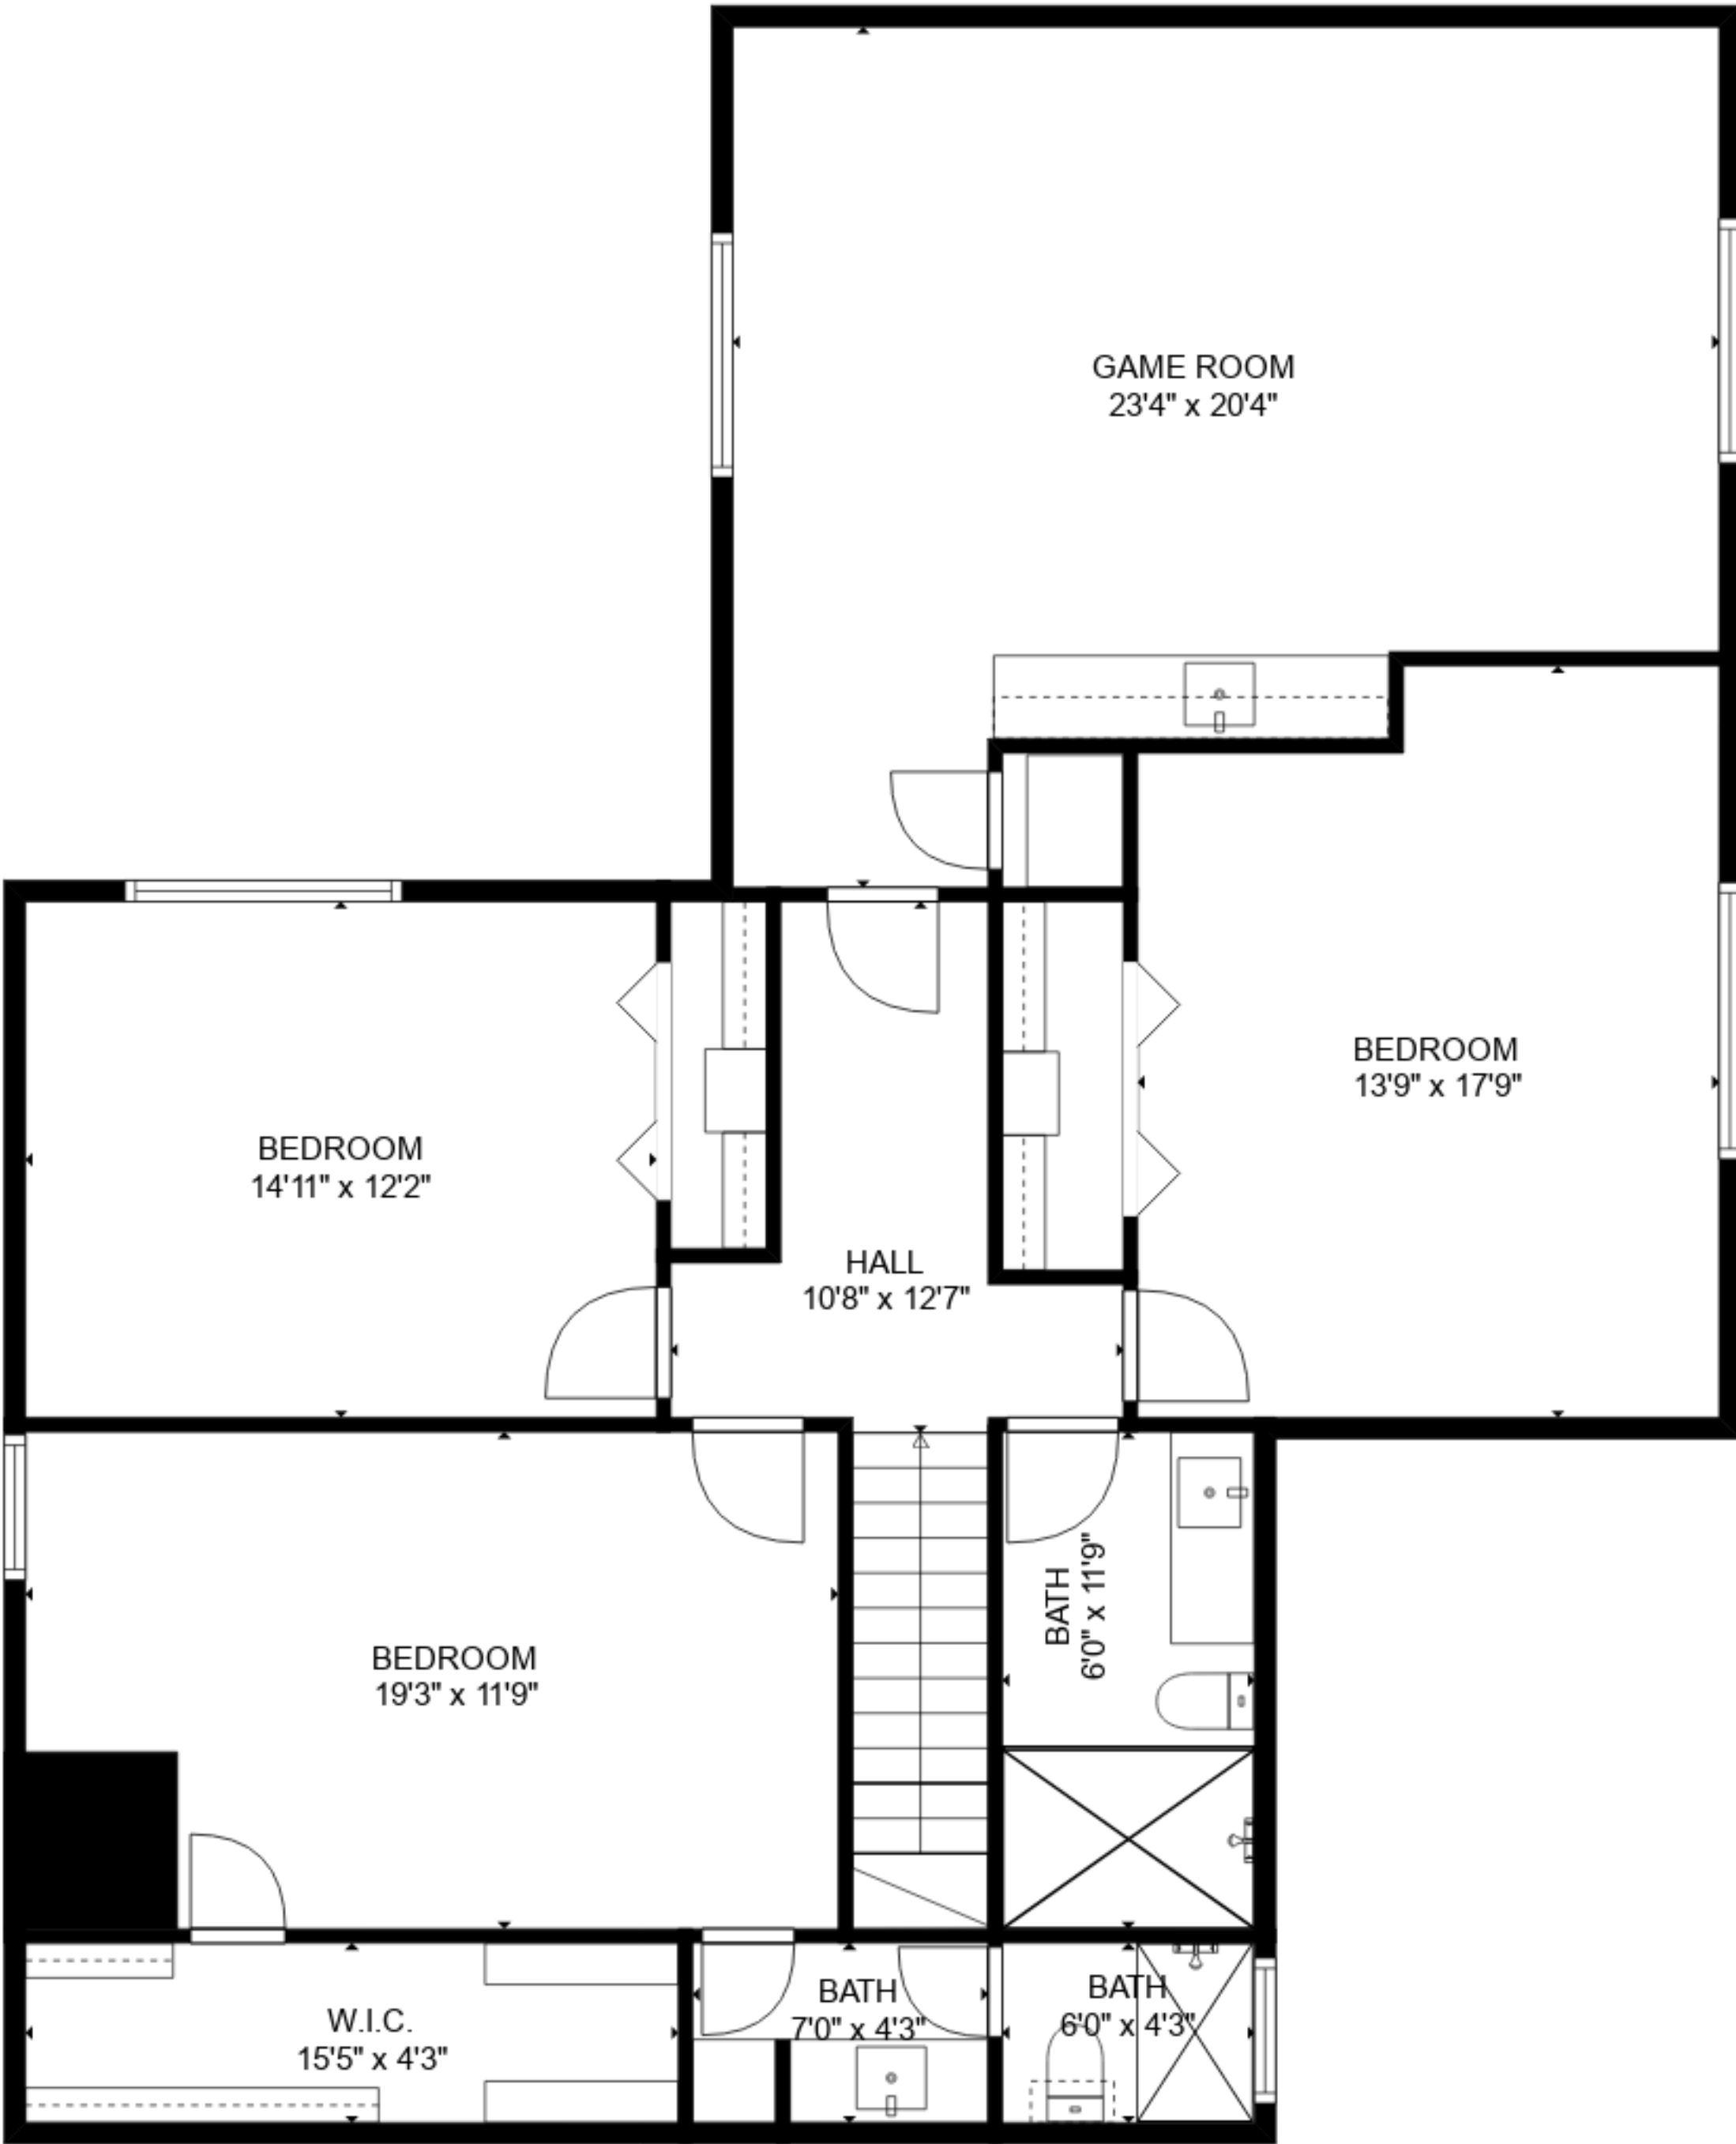 GAME ROOM
23'4" x 20'4"
BEDROOM
13'9" x 17'9"
BEDROOM
14'11" x 12'2"
HALL
10'8" x 12'7"
BATH
6'0" x 11'9"
BEDROOM
19'3" x 11'9"
W.I.C.
15'5" x 4'3"
BATH
7'0" x 4'3"
BATH
6'0" x 4'3"